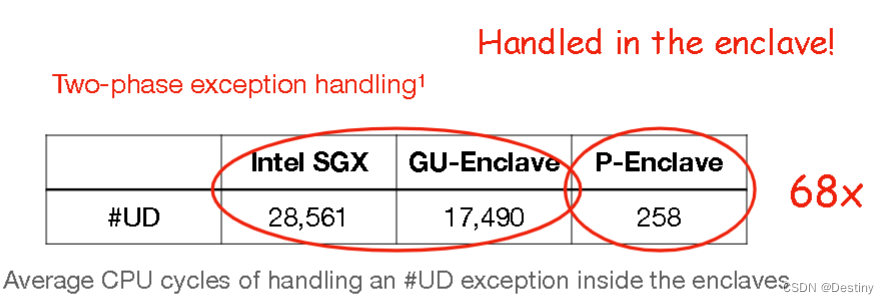 Handled in the enclave!
Two-phase exception handling¹
Intel SGX GU-Enclave P-Enclave
#UD 28,561 17,490 258
68x
Average CPU cycles of handling an #UD exception inside the enclaves
CSDN @Destiny